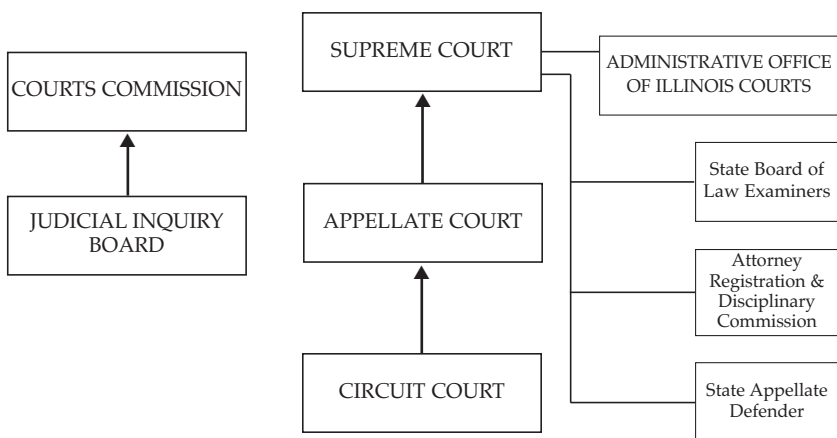 COURTS COMMISSION
JUDICIAL INQUIRY
BOARD
SUPREME COURT
APPELLATE COURT
CIRCUIT COURT
ADMINISTRATIVE OFFICE
OF ILLINOIS COURTS
State Board of
Law Examiners
Attorney
Registration &
Disciplinary
Commission
State Appellate
Defender